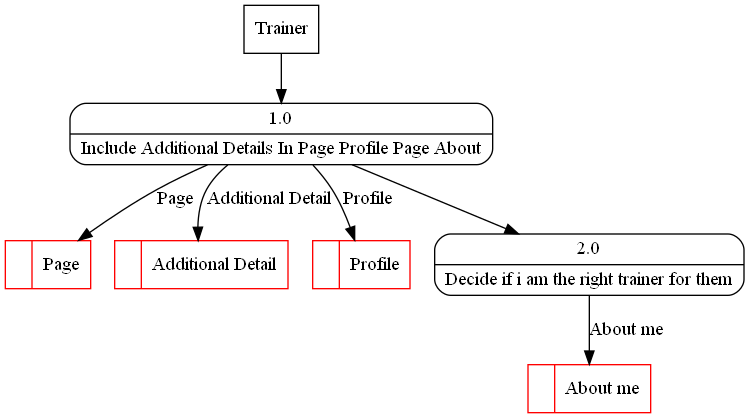 Trainer
1.0
Include Additional Details In Page Profile Page About
Page
Additional Detail
Profile
Page
Additional Detail
Profile
2.0
Decide if i am the right trainer for them
About me
About me